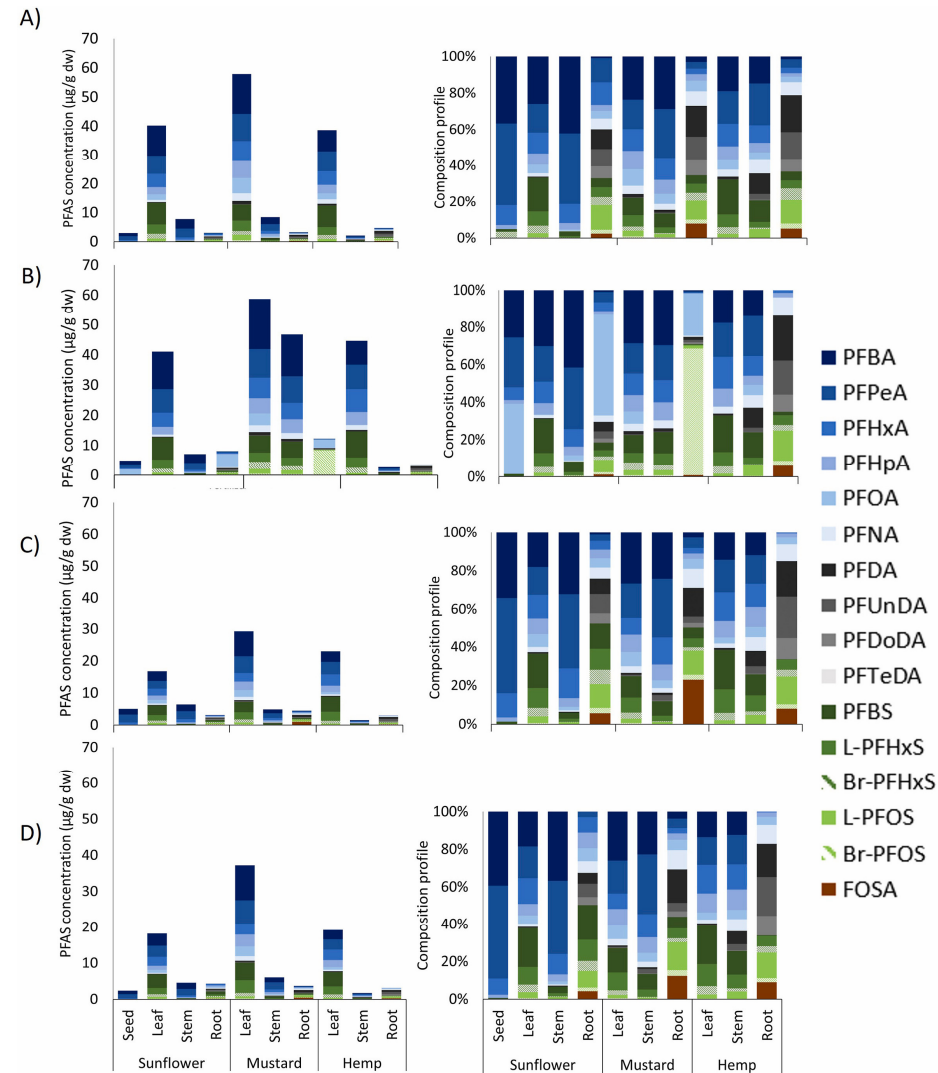 A)
PFAS concentration (µg/g dw)
70
60
50
40
30
20
10
0
Composition profile
100%
80%
60%
40%
20%
0%
B)
PFAS concentration (µg/g dw)
70
60
50
40
30
20
10
0
Composition profile
100%
80%
60%
40%
20%
0%
C)
PFAS concentration (µg/g dw)
70
60
50
40
30
20
10
0
Composition profile
100%
80%
60%
40%
20%
0%
D)
PFAS concentration (µg/g dw)
70
60
50
40
30
20
10
0
Seed Leaf Stem Root Leaf Stem Root Leaf Stem Root
Sunflower Mustard Hemp
Composition profile
100%
80%
60%
40%
20%
0%
Seed Leaf Stem Root Leaf Stem Root Leaf Stem Root
Sunflower Mustard Hemp
PFBA
PFPeA
PFHxA
PFHpA
PFOA
PFNA
PFDA
PFUnDA
PFDoDA
PFTeDA
PFBS
L-PFHxS
Br-PFHxS
L-PFOS
Br-PFOS
FOSA